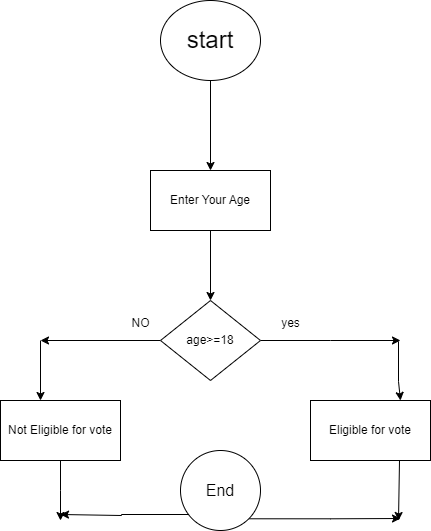 start
Enter Your Age
age>=18
NO
yes
Not Eligible for vote
Eligible for vote
End